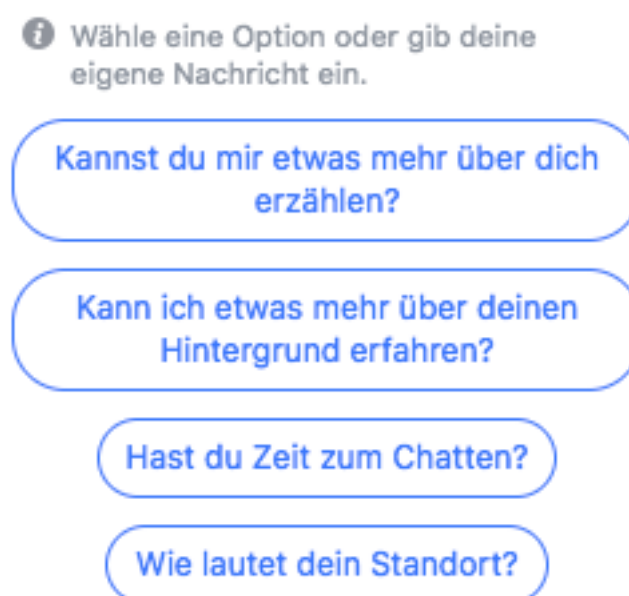 Wähle eine Option oder gib deine
eigene Nachricht ein.
Kannst du mir etwas mehr über dich
erzählen?
Kann ich etwas mehr über deinen
Hintergrund erfahren?
Hast du Zeit zum Chatten?
Wie lautet dein Standort?